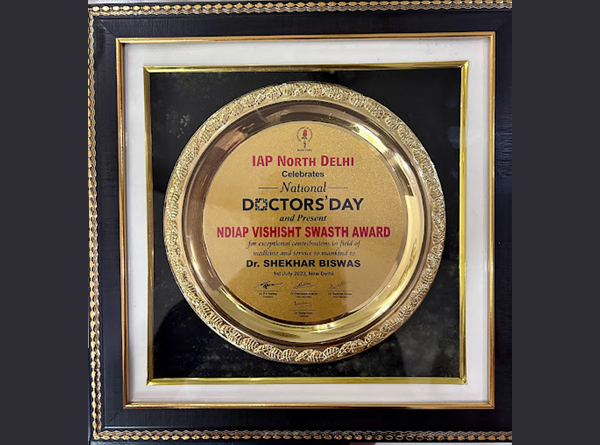 IAP NORTH DELHI
Celebrates
National
DOCTORS'DAY
and Present
NDIAP VISHISHT SWASTH AWARD
for exceptional contributions to field of
medicine and service to mankind to
Dr. SHEKHAR BISWAS
1st July 2023, New Delhi